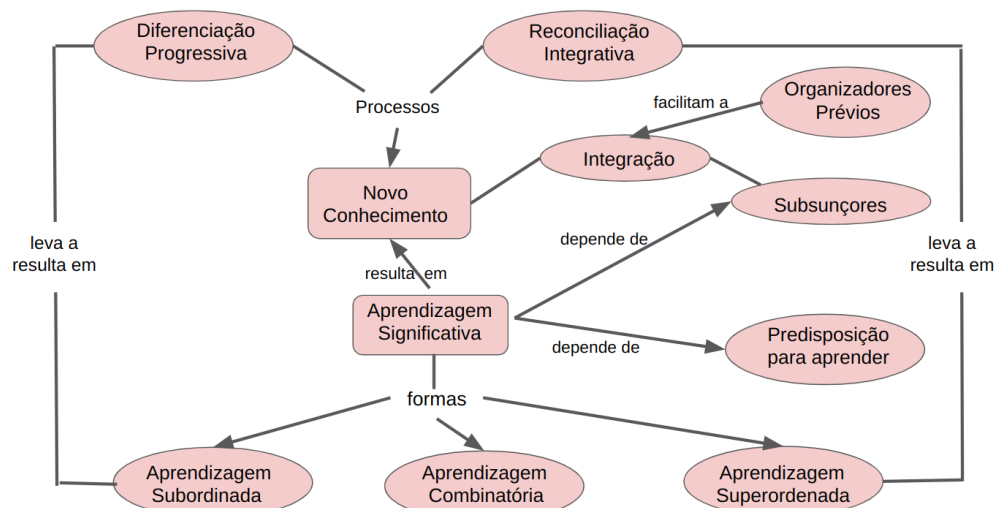 Diferenciação
Progressiva
Reconciliação
Integrativa
Processos
facilitam a
Organizadores
Prévios
Integração
Novo
Conhecimento
Subsunçores
leva a
resulta em
depende de
leva a
resulta em
resulta em
Aprendizagem
Significativa
depende de
Predisposição
para aprender
formas
Aprendizagem
Subordinada
Aprendizagem
Combinatória
Aprendizagem
Superordenada